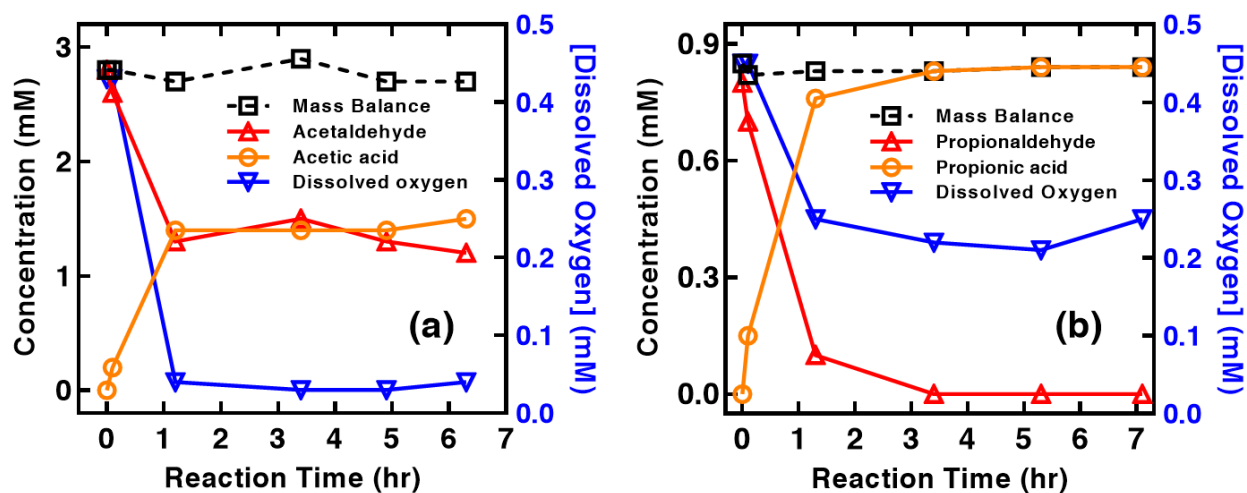 3
2
1
0
Concentration (mM)
0 1 2 3 4 5 6 7
Reaction Time (hr)
0.5
0.4
0.3
0.2
0.1
0.0
[Dissolved Oxygen] (mM)
Mass Balance
Acetaldehyde
Acetic acid
Dissolved oxygen
(a)
0.9
0.6
0.3
0.0
Concentration (mM)
0 1 2 3 4 5 6 7
Reaction Time (hr)
0.5
0.4
0.3
0.2
0.1
0.0
[Dissolved Oxygen] (mM)
Mass Balance
Propionaldehyde
Propionic acid
Dissolved Oxygen
(b)